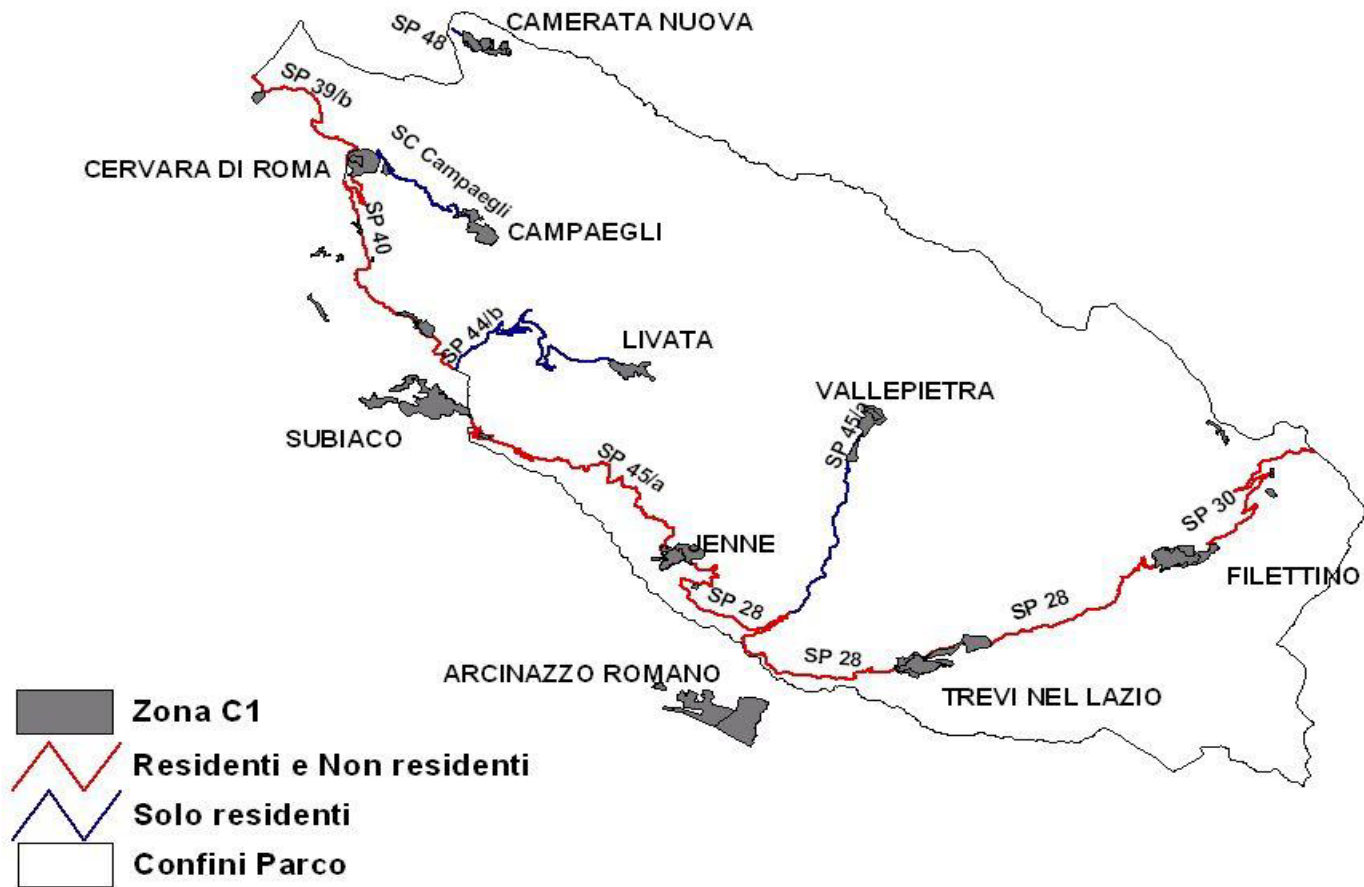 SP 48
CAMERATA NUOVA
SP 39/b
CERVARA DI ROMA
SC Campaegli
SP 40
CAMPAEGLI
SP 44/b
LIVATA
VALLEPIETRA
SUBIACO
SP 45/a
SP 45/a
SP 30
JENNE
FILETTINO
SP 28
SP 28
SP 28
ARCINAZZO ROMANO
TREVI NEL LAZIO
Zona C1
Residenti e Non residenti
Solo residenti
Confini Parco